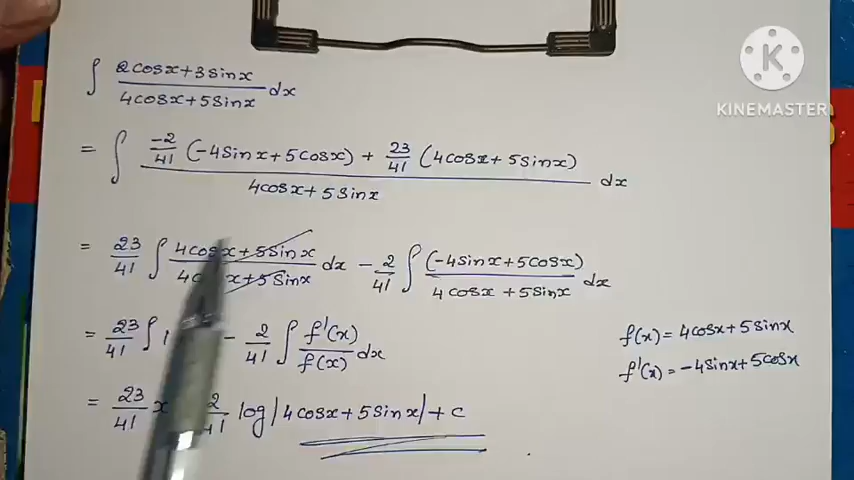 ∫ (2cosx+3sinx)/(4cosx+5sinx) dx
= ∫ (-2/41 (-4sinx+5cosx) + 23/41 (4cosx+5sinx))/(4cosx+5sinx) dx
= 23/41 ∫ (4cosx+5sinx)/(4cosx+5sinx) dx - 2/41 ∫ (-4sinx+5cosx)/(4cosx+5sinx) dx
= 23/41 ∫ 1 - 2/41 ∫ f'(x)/f(x) dx
= 23/41 x 2/41 log|4cosx+5sinx|+c
f(x) = 4cosx+5sinx
f'(x) = -4sinx+5cosx
KINEMASTER